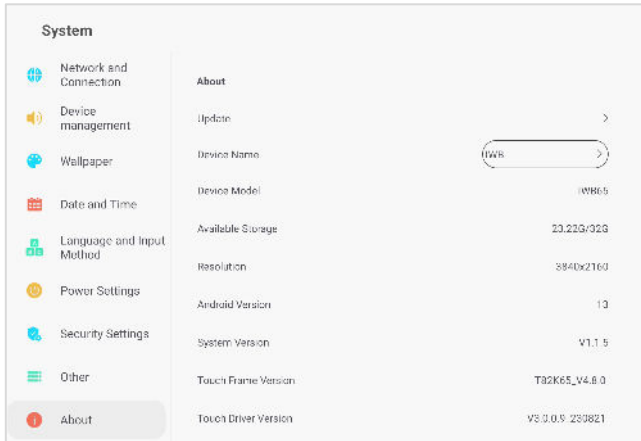 System
Network and
Connection
Device
management
Wallpaper
Date and Time
Language and Input
Method
Power Settings
Security Settings
Other
About
About
Update
Device Name IWB
Device Model IWB65
Available Storage 23.22G/32G
Resolution 3840x2160
Android Version 13
System Version V1.1.5
Touch Frame Version T82K65_V4.8.0
Touch Driver Version V3.0.0.9_230821